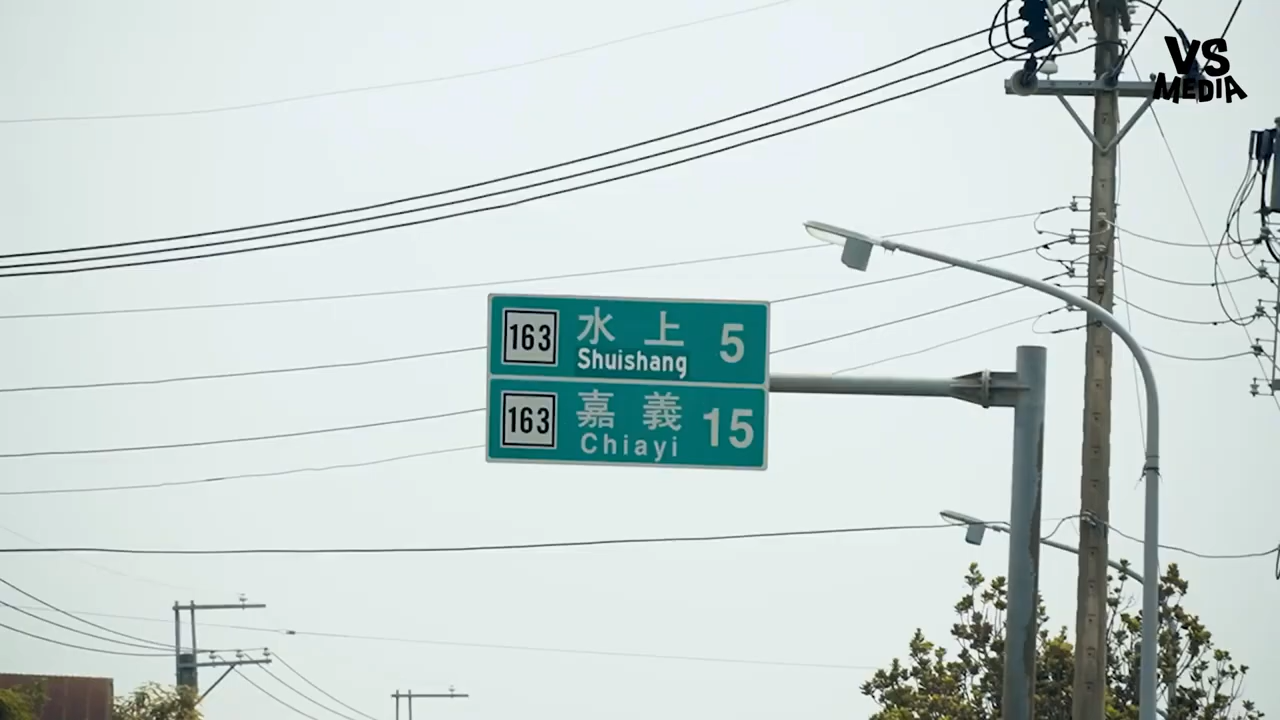 VS
MEDIA
163 水上 5
Shuishang
163 嘉義 15
Chiayi